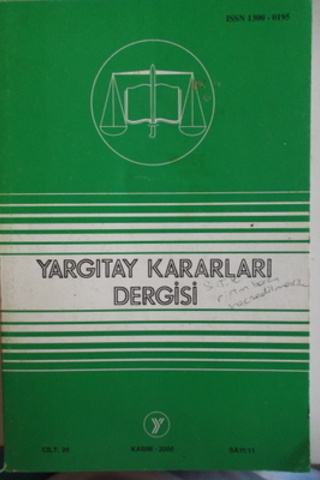 ISSN 1300 - 0195
YARGITAY KARARLARI
DERGİSİ
CİLT: 26
KASIM - 2000
SAYI: 11